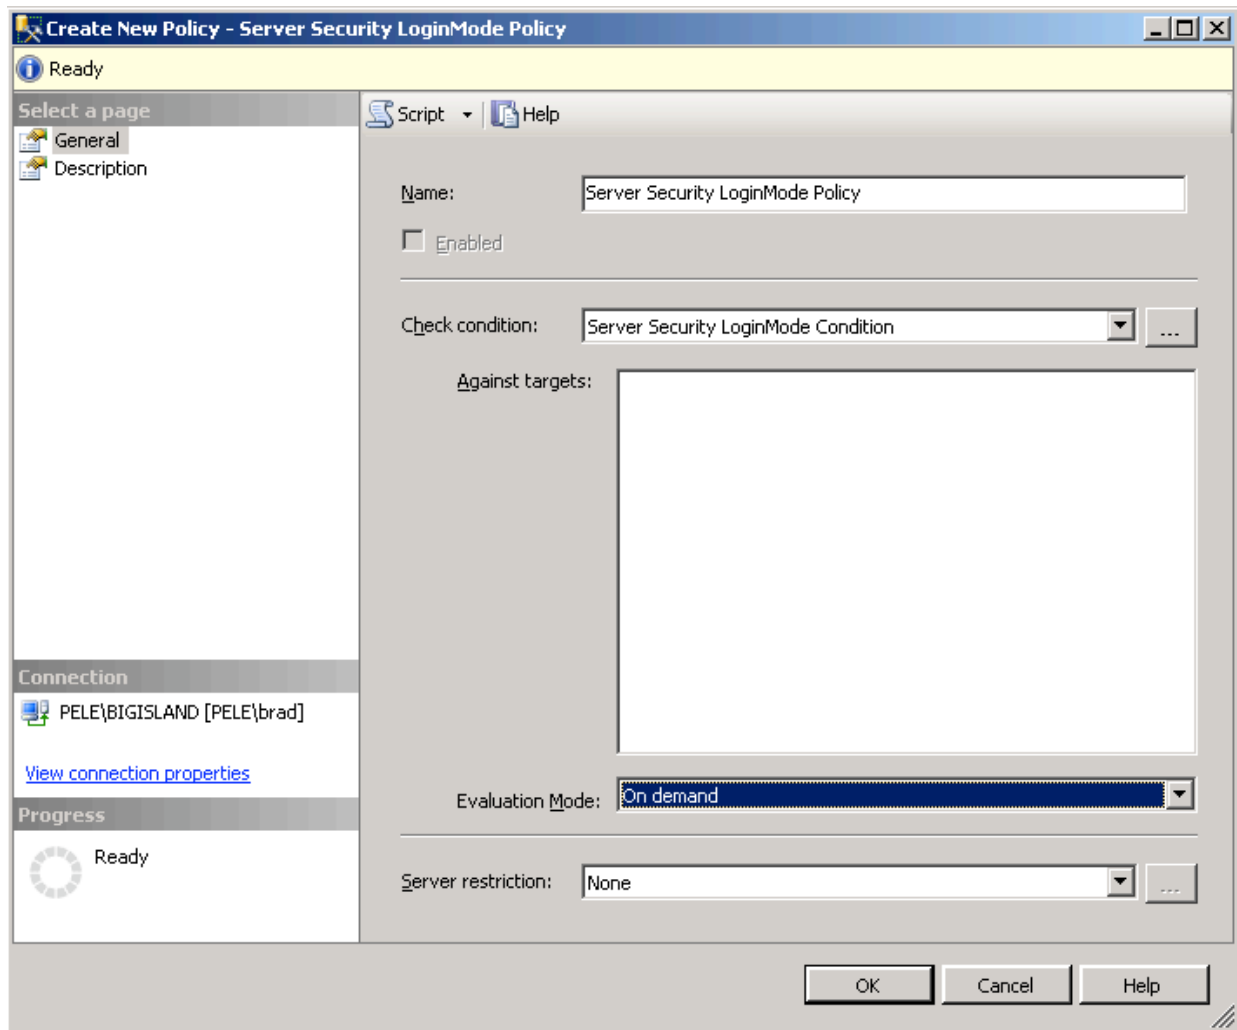 Create New Policy - Server Security LoginMode Policy
Ready
Select a page
General
Description
Script
Help
Name:
Server Security LoginMode Policy
Enabled
Check condition:
Server Security LoginMode Condition
...
Against targets:
Evaluation Mode:
On demand
Server restriction:
None
...
Connection
PELE\BIGISLAND [PELE\brad]
View connection properties
Progress
Ready
OK
Cancel
Help